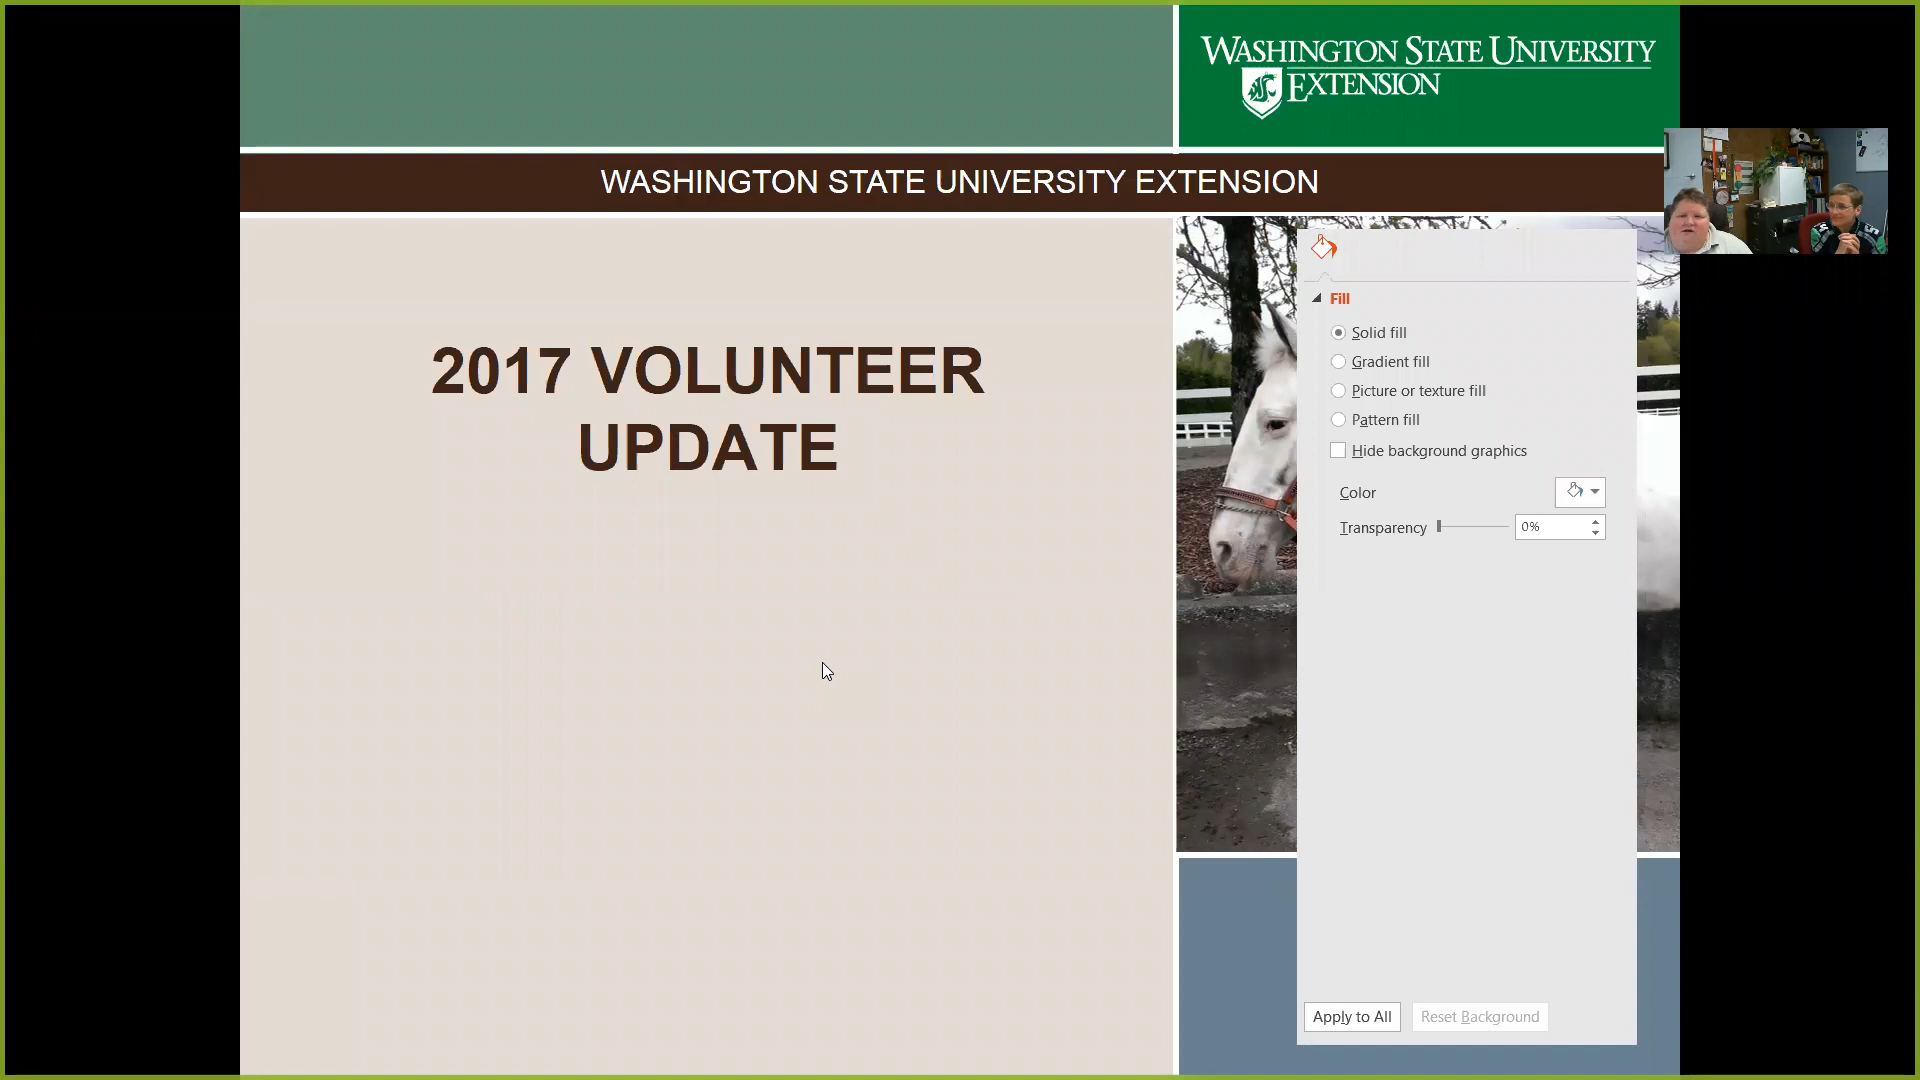 WASHINGTON STATE UNIVERSITY
EXTENSION
WASHINGTON STATE UNIVERSITY EXTENSION
2017 VOLUNTEER
UPDATE
Fill
Solid fill
Gradient fill
Picture or texture fill
Pattern fill
Hide background graphics
Color
Transparency 0%
Apply to All Reset Background